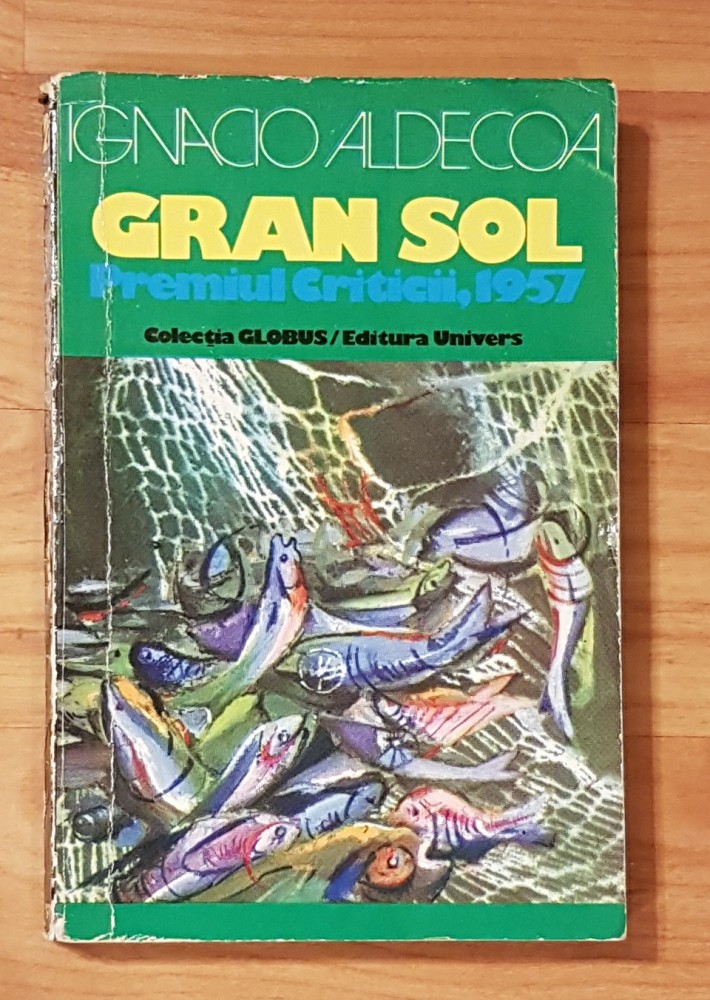 IGNACIO ALDECOA
GRAN SOL
Premiul Criticii, 1957
Colecția GLOBUS/Editura Univers